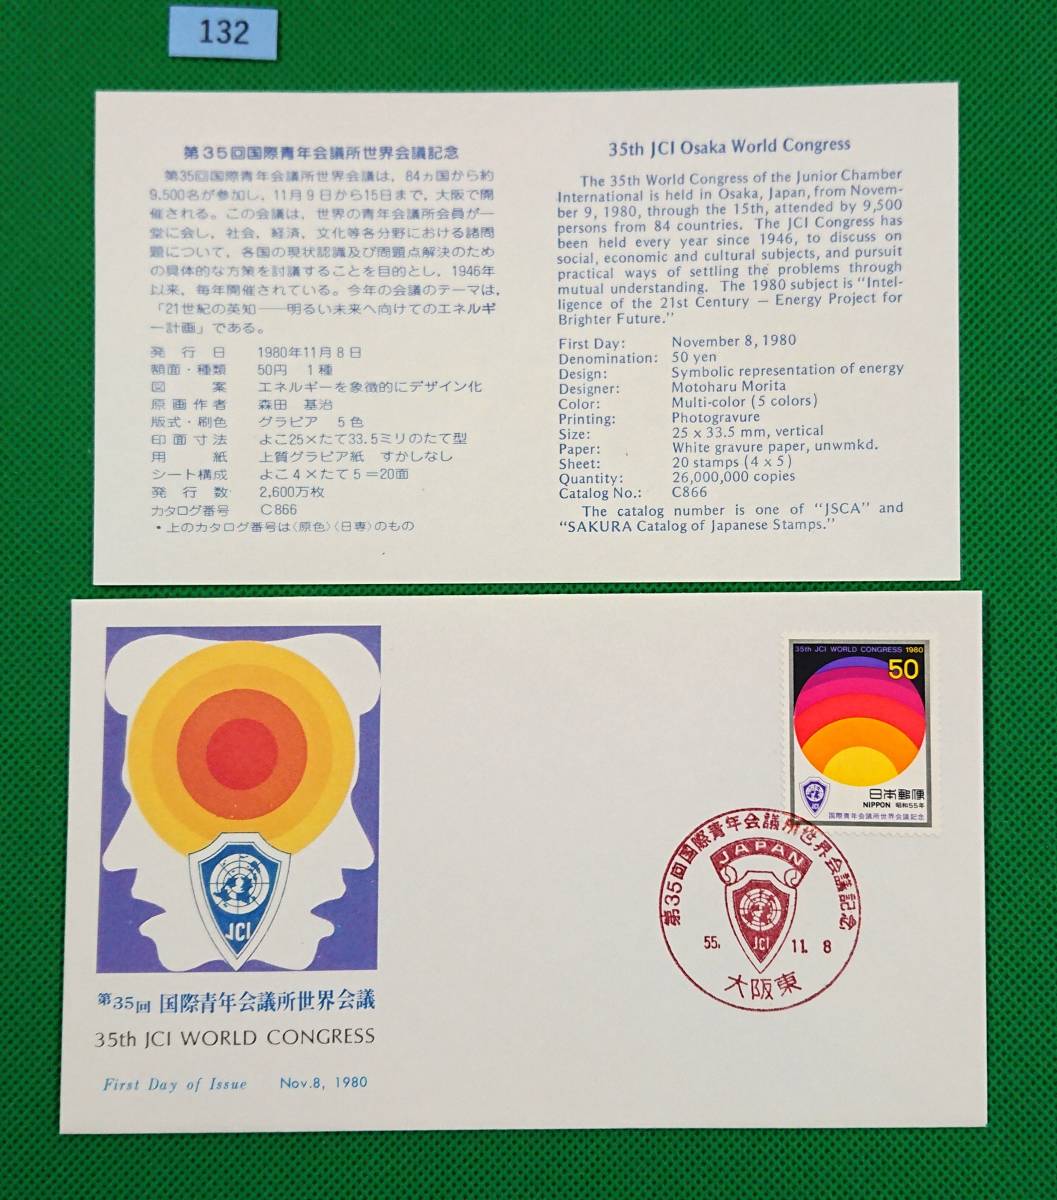 132
第35回国際青年会議所世界会議記念
第35回国際青年会議所世界会議は，84ヵ国から約
9,500名が参加し，11月9日から15日まで，大阪で開
催される。この会議は，世界の青年会議所会員が一
堂に会し，社会，経済，文化等各分野における諸問
題について，各国の現状認識及び問題点解決のため
の具体的な方策を討議することを目的とし，1946年
以来，毎年開催されている。今年の会議のテーマは，
「21世紀の英知——明るい未来へ向けてのエネルギ
ー計画」である。
発行日 1980年11月8日
額面・種類 50円 1種
図案 エネルギーを象徴的にデザイン化
原画作者 森田 基治
版式・刷色 グラビア 5色
印面寸法 よこ25×たて33.5ミリのたて型
用紙 上質グラビア紙 すかしなし
シート構成 よこ4×たて5＝20面
発行数 2,600万枚
カタログ番号 C866
・上のカタログ番号は〈原色〉〈日専〉のもの
35th JCI Osaka World Congress
The 35th World Congress of the Junior Chamber
International is held in Osaka, Japan, from Novem-
ber 9, 1980, through the 15th, attended by 9,500
persons from 84 countries. The JCI Congress has
been held every year since 1946, to discuss on
social, economic and cultural subjects, and pursuit
practical ways of settling the problems through
mutual understanding. The 1980 subject is "Intel-
ligence of the 21st Century — Energy Project for
Brighter Future."
First Day: November 8, 1980
Denomination: 50 yen
Design: Symbolic representation of energy
Designer: Motoharu Morita
Color: Multi-color (5 colors)
Printing: Photogravure
Size: 25 x 33.5 mm, vertical
Paper: White gravure paper, unwmkd.
Sheet: 20 stamps (4 x 5)
Quantity: 26,000,000 copies
Catalog No.: C866
The catalog number is one of "JSCA" and
"SAKURA Catalog of Japanese Stamps."
JCI
第35回 国際青年会議所世界会議
35th JCI WORLD CONGRESS
First Day of Issue Nov.8, 1980
35th JCI WORLD CONGRESS 1980
50
日本郵便
NIPPON 昭和55年
JCI
国際青年会議所世界会議記念
第35回国際青年会議所世界会議記念
JAPAN
JCI
55. 11. 8
大阪東